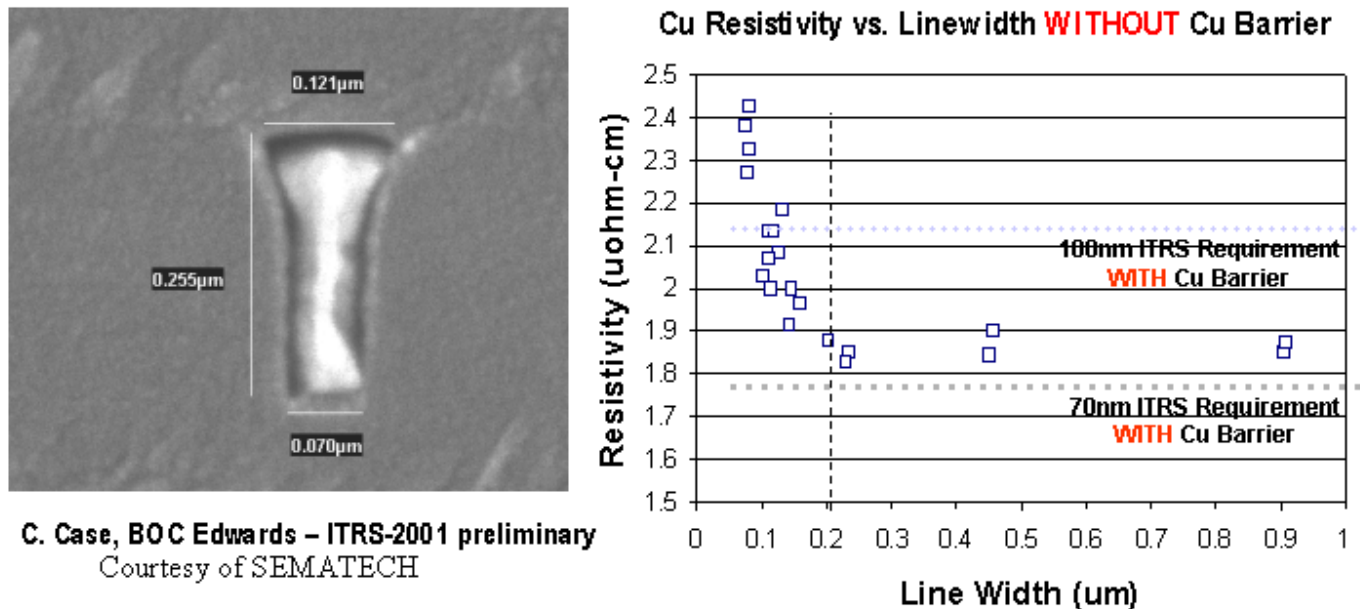 0.121µm
0.255µm
0.070µm
C. Case, BOC Edwards – ITRS-2001 preliminary
Courtesy of SEMATECH
Cu Resistivity vs. Linewidth WITHOUT Cu Barrier
Resistivity (uohm-cm)
2.5
2.4
2.3
2.2
2.1
2
1.9
1.8
1.7
1.6
1.5
100nm ITRS Requirement
WITH Cu Barrier
70nm ITRS Requirement
WITH Cu Barrier
0 0.1 0.2 0.3 0.4 0.5 0.6 0.7 0.8 0.9 1
Line Width (um)